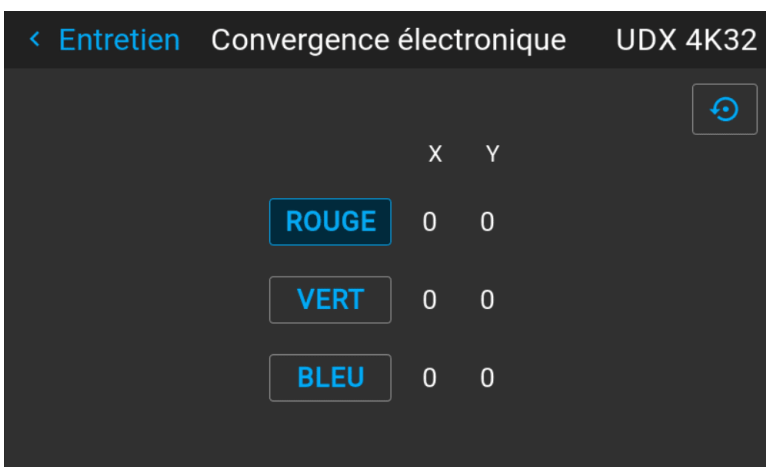 Entretien Convergence électronique UDX 4K32
X Y
ROUGE 0 0
VERT 0 0
BLEU 0 0